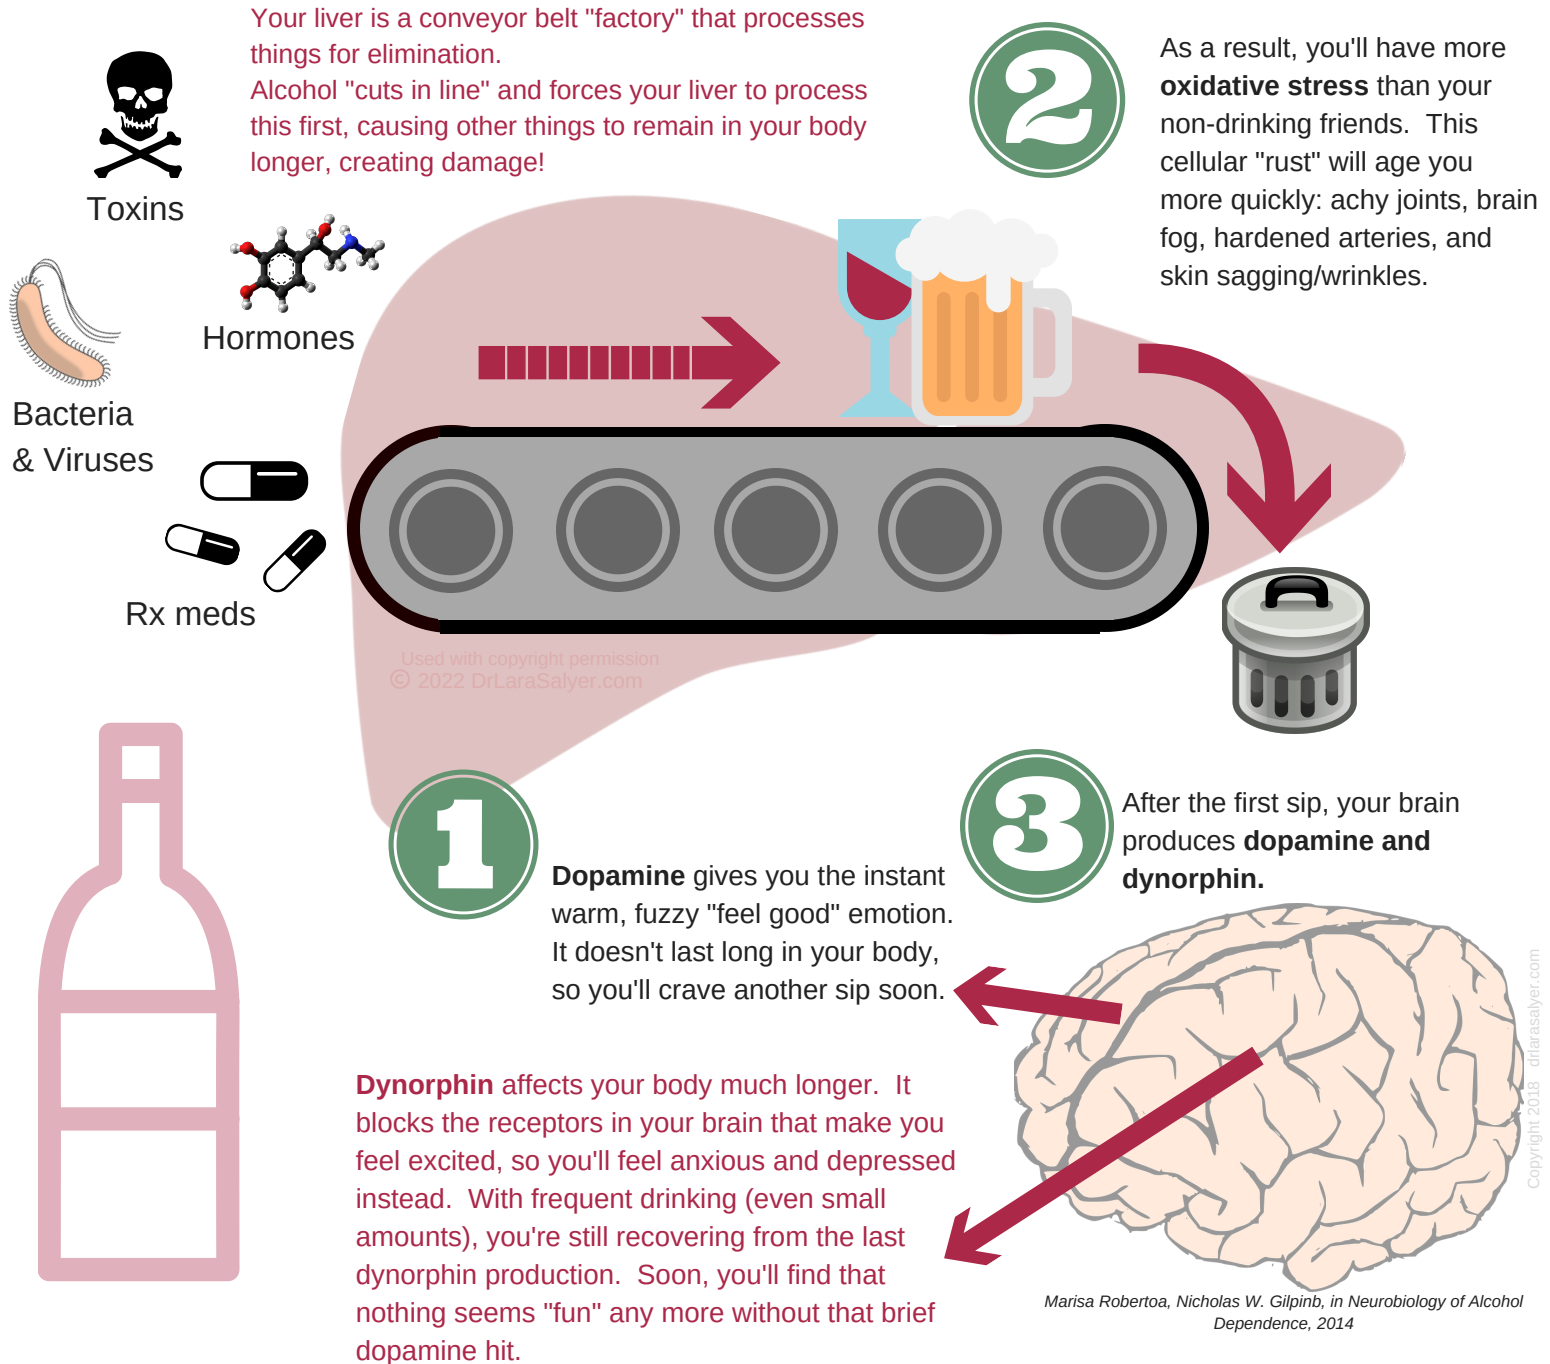 Your liver is a conveyor belt "factory" that processes
things for elimination.
Alcohol "cuts in line" and forces your liver to process
this first, causing other things to remain in your body
longer, creating damage!
Toxins
Hormones
Bacteria
& Viruses
Rx meds
Used with copyright permission
© 2022 DrLaraSalyer.com
2
As a result, you'll have more
oxidative stress than your
non-drinking friends.  This
cellular "rust" will age you
more quickly: achy joints, brain
fog, hardened arteries, and
skin sagging/wrinkles.
1
Dopamine gives you the instant
warm, fuzzy "feel good" emotion.
It doesn't last long in your body,
so you'll crave another sip soon.
Dynorphin affects your body much longer.  It
blocks the receptors in your brain that make you
feel excited, so you'll feel anxious and depressed
instead.  With frequent drinking (even small
amounts), you're still recovering from the last
dynorphin production.  Soon, you'll find that
nothing seems "fun" any more without that brief
dopamine hit.
3
After the first sip, your brain
produces dopamine and
dynorphin.
Copyright 2018   drlarasalyer.com
Marisa Robertoa, Nicholas W. Gilpinb, in Neurobiology of Alcohol
Dependence, 2014